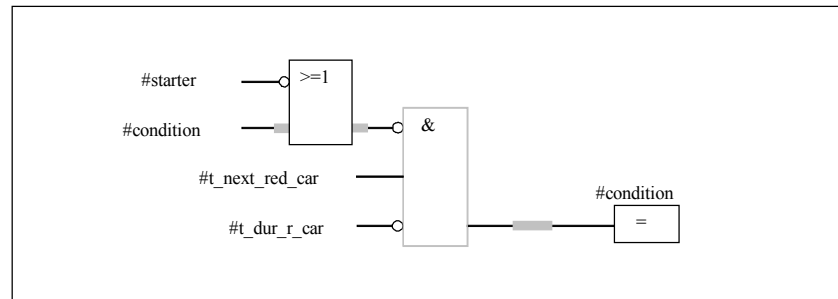 #starter
>=1
#condition
&
#t_next_red_car
#condition
#t_dur_r_car
=